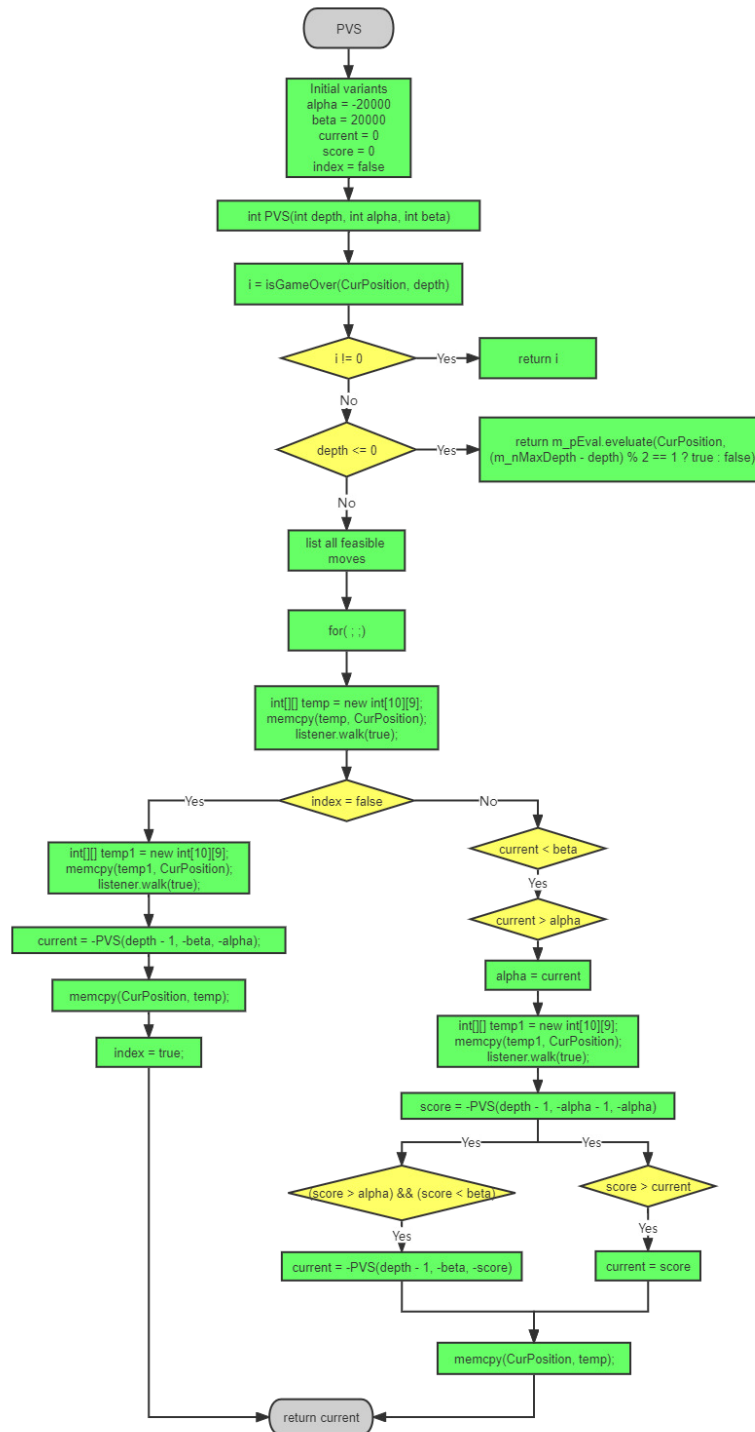 PVS
Initial variants
alpha = -20000
beta = 20000
current = 0
score = 0
index = false
int PVS(int depth, int alpha, int beta)
i = isGameOver(CurPosition, depth)
i != 0
Yes
return i
No
depth <= 0
Yes
return m_pEval.eveluate(CurPosition,
(m_nMaxDepth - depth) % 2 == 1 ? true : false)
No
list all feasible
moves
for( ; ;)
int[][] temp = new int[10][9];
memcpy(temp, CurPosition);
listener.walk(true);
index = false
Yes
int[][] temp1 = new int[10][9];
memcpy(temp1, CurPosition);
listener.walk(true);
current = -PVS(depth - 1, -beta, -alpha);
memcpy(CurPosition, temp);
index = true;
No
current < beta
Yes
current > alpha
alpha = current
int[][] temp1 = new int[10][9];
memcpy(temp1, CurPosition);
listener.walk(true);
score = -PVS(depth - 1, -alpha - 1, -alpha)
Yes
Yes
(score > alpha) && (score < beta)
score > current
Yes
Yes
current = -PVS(depth - 1, -beta, -score)
current = score
memcpy(CurPosition, temp);
return current